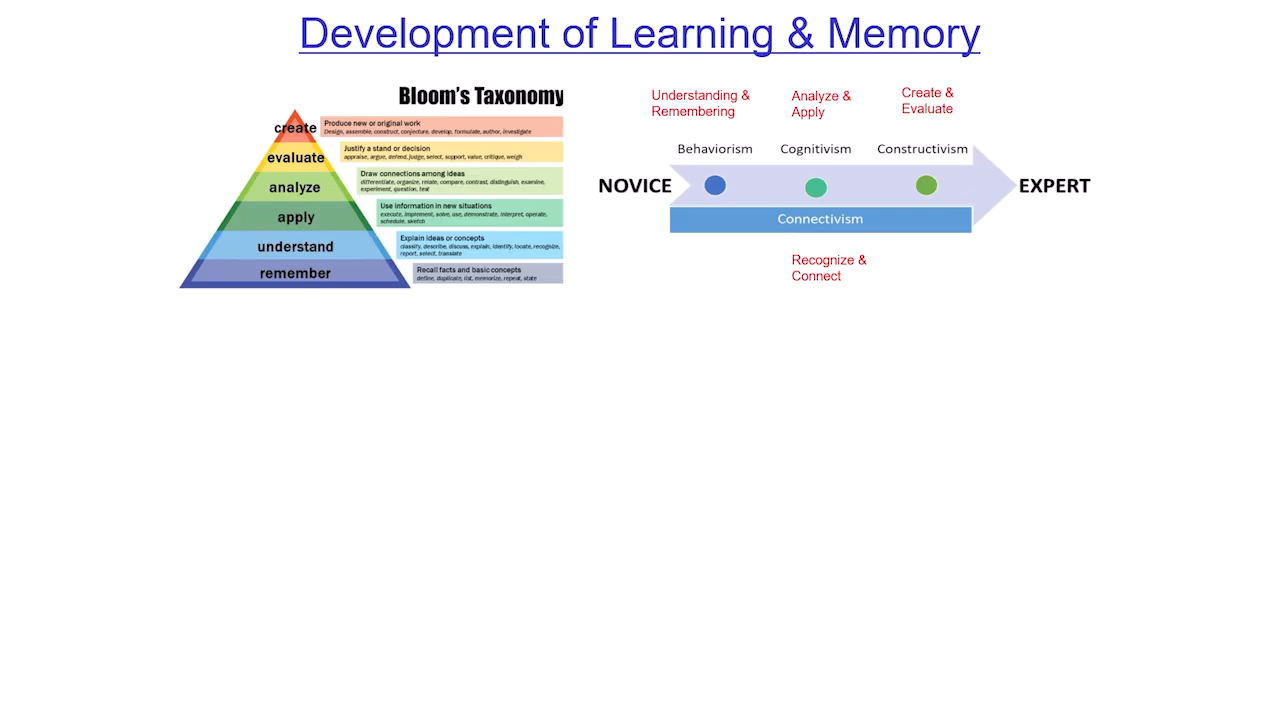 Development of Learning & Memory
Bloom's Taxonomy
create
Produce new or original work
Design, assemble, construct, conjecture, develop, formulate, author, investigate
evaluate
Justify a stand or decision
appraise, argue, defend, judge, select, support, value, critique, weigh
analyze
Draw connections among ideas
differentiate, organize, relate, compare, contrast, distinguish, examine,
experiment, question, test
apply
Use information in new situations
execute, implement, solve, use, demonstrate, interpret, operate,
schedule, sketch
understand
Explain ideas or concepts
classify, describe, discuss, explain, identify, locate, recognize,
report, select, translate
remember
Recall facts and basic concepts
define, duplicate, list, memorize, repeat, state
Understanding &
Remembering
Analyze &
Apply
Create &
Evaluate
Behaviorism
Cognitivism
Constructivism
NOVICE
EXPERT
Connectivism
Recognize &
Connect